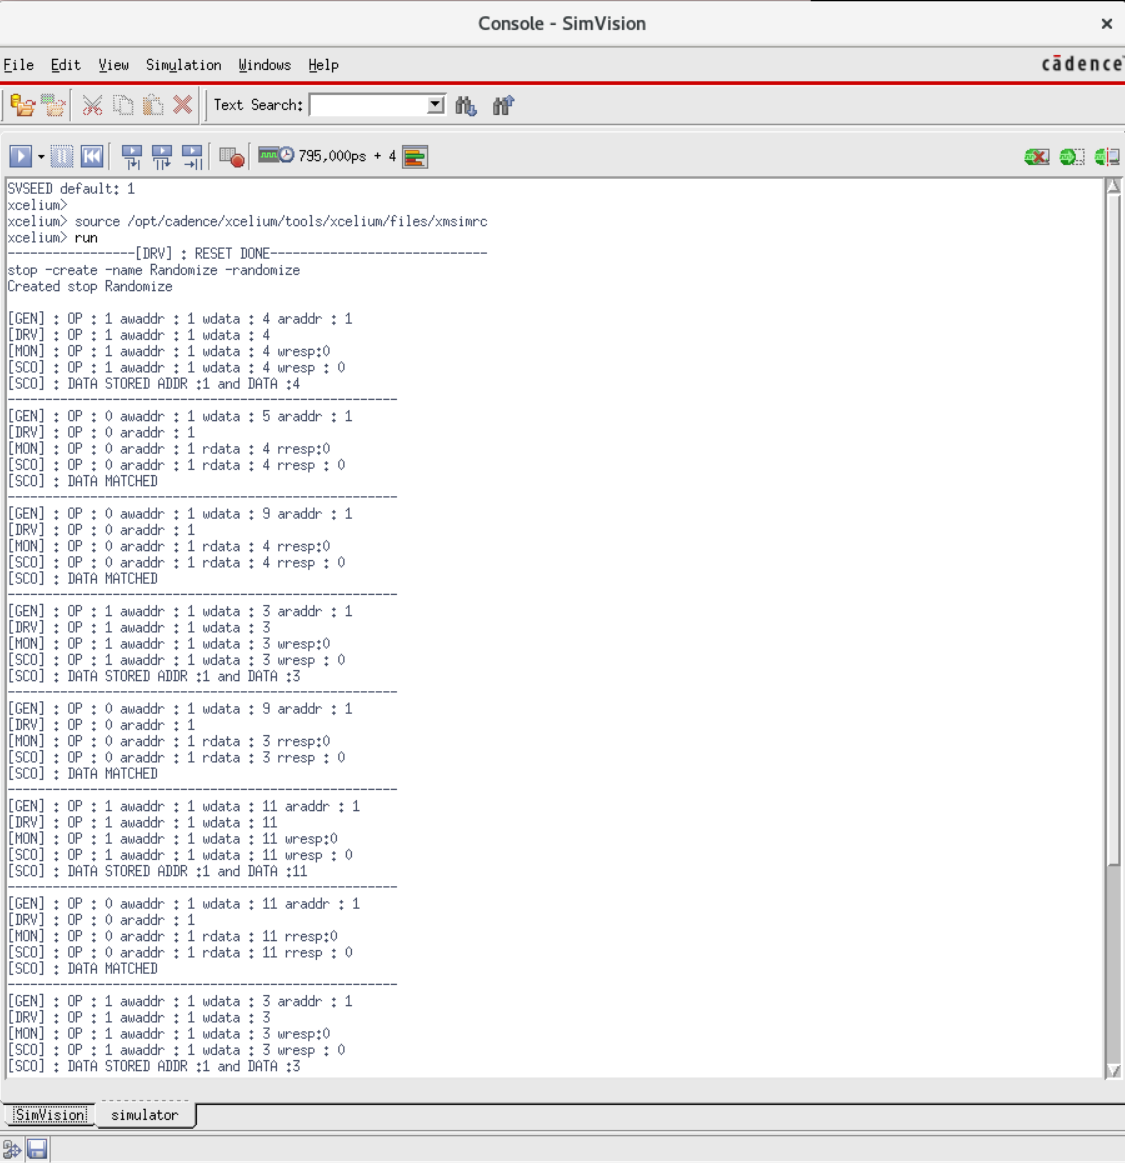 Console - SimVision
File Edit View Simulation Windows Help
cādence
Text Search:
795,000ps + 4
SVSEED default: 1
xcelium>
xcelium> source /opt/cadence/xcelium/tools/xcelium/files/xmsimrc
xcelium> run
-----------------[DRV] : RESET DONE-----------------------------
stop -create -name Randomize -randomize
Created stop Randomize
[GEN] : OP : 1 awaddr : 1 wdata : 4 araddr : 1
[DRV] : OP : 1 awaddr : 1 wdata : 4
[MON] : OP : 1 awaddr : 1 wdata : 4 wresp:0
[SCO] : OP : 1 awaddr : 1 wdata : 4 wresp : 0
[SCO] : DATA STORED ADDR :1 and DATA :4
----------------------------------------------------
[GEN] : OP : 0 awaddr : 1 wdata : 5 araddr : 1
[DRV] : OP : 0 araddr : 1
[MON] : OP : 0 araddr : 1 rdata : 4 rresp:0
[SCO] : OP : 0 araddr : 1 rdata : 4 rresp : 0
[SCO] : DATA MATCHED
----------------------------------------------------
[GEN] : OP : 0 awaddr : 1 wdata : 9 araddr : 1
[DRV] : OP : 0 araddr : 1
[MON] : OP : 0 araddr : 1 rdata : 4 rresp:0
[SCO] : OP : 0 araddr : 1 rdata : 4 rresp : 0
[SCO] : DATA MATCHED
----------------------------------------------------
[GEN] : OP : 1 awaddr : 1 wdata : 3 araddr : 1
[DRV] : OP : 1 awaddr : 1 wdata : 3
[MON] : OP : 1 awaddr : 1 wdata : 3 wresp:0
[SCO] : OP : 1 awaddr : 1 wdata : 3 wresp : 0
[SCO] : DATA STORED ADDR :1 and DATA :3
----------------------------------------------------
[GEN] : OP : 0 awaddr : 1 wdata : 9 araddr : 1
[DRV] : OP : 0 araddr : 1
[MON] : OP : 0 araddr : 1 rdata : 3 rresp:0
[SCO] : OP : 0 araddr : 1 rdata : 3 rresp : 0
[SCO] : DATA MATCHED
----------------------------------------------------
[GEN] : OP : 1 awaddr : 1 wdata : 11 araddr : 1
[DRV] : OP : 1 awaddr : 1 wdata : 11
[MON] : OP : 1 awaddr : 1 wdata : 11 wresp:0
[SCO] : OP : 1 awaddr : 1 wdata : 11 wresp : 0
[SCO] : DATA STORED ADDR :1 and DATA :11
----------------------------------------------------
[GEN] : OP : 0 awaddr : 1 wdata : 11 araddr : 1
[DRV] : OP : 0 araddr : 1
[MON] : OP : 0 araddr : 1 rdata : 11 rresp:0
[SCO] : OP : 0 araddr : 1 rdata : 11 rresp : 0
[SCO] : DATA MATCHED
----------------------------------------------------
[GEN] : OP : 1 awaddr : 1 wdata : 3 araddr : 1
[DRV] : OP : 1 awaddr : 1 wdata : 3
[MON] : OP : 1 awaddr : 1 wdata : 3 wresp:0
[SCO] : OP : 1 awaddr : 1 wdata : 3 wresp : 0
[SCO] : DATA STORED ADDR :1 and DATA :3
SimVision simulator